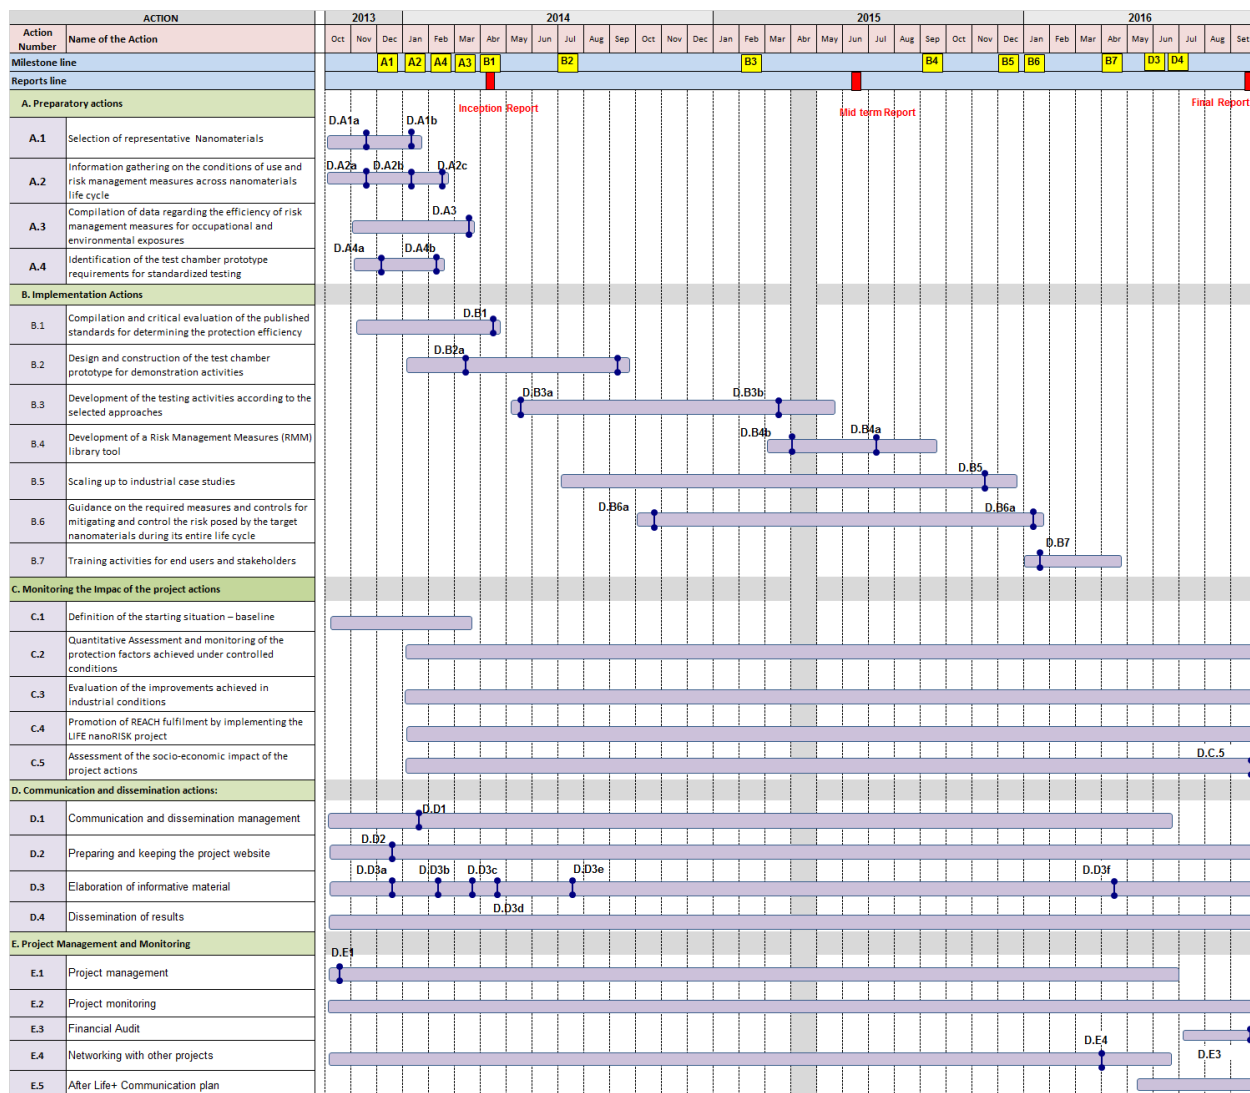 ACTION 2013 2014 2015 2016
Action Number Name of the Action Oct Nov Dec Jan Feb Mar Abr May Jun Jul Aug Sep Oct Nov Dec Jan Feb Mar Abr May Jun Jul Aug Sep Oct Nov Dec Jan Feb Mar Abr May Jun Jul Aug Set
Milestone line A1 A2 A4 A3 B1 B2 B3 B4 B5 B6 B7 D3 D4
Reports line
A. Preparatory actions Inception Report Mid term Report Final Report
D.A1a D.A1b
A.1 Selection of representative Nanomaterials
D.A2a D.A2b D.A2c
Information gathering on the conditions of use and
A.2 risk management measures across nanomaterials
life cycle
Compilation of data regarding the efficiency of risk D.A3
A.3 management measures for occupational and
environmental exposures
D.A4a D.A4b
A.4 Identification of the test chamber prototype
requirements for standardized testing
B. Implementation Actions
B.1 Compilation and critical evaluation of the published D.B1
standards for determining the protection efficiency
B.2 Design and construction of the test chamber D.B2a
prototype for demonstration activities
B.3 Development of the testing activities according to the D.B3a D.B3b
selected approaches
B.4 Development of a Risk Management Measures (RMM) D.B4b D.B4a
library tool
B.5 Scaling up to industrial case studies D.B5
Guidance on the required measures and controls for D.B6a D.B6a
B.6 mitigating and control the risk posed by the target
nanomaterials during its entire life cycle
B.7 Training activities for end users and stakeholders D.B7
C. Monitoring the Impac of the project actions
C.1 Definition of the starting situation – baseline
Quantitative Assessment and monitoring of the
C.2 protection factors achieved under controlled
conditions
C.3 Evaluation of the improvements achieved in
industrial conditions
C.4 Promotion of REACH fulfilment by implementing the
LIFE nanoRISK project
C.5 Assessment of the socio-economic impact of the D.C.5
project actions
D. Communication and dissemination actions:
D.1 Communication and dissemination management D.D1
D.2 Preparing and keeping the project website D.D2
D.D3a D.D3b D.D3c D.D3e D.D3f
D.3 Elaboration of informative material
D.4 Dissemination of results D.D3d
E. Project Management and Monitoring
D.E1
E.1 Project management
E.2 Project monitoring
E.3 Financial Audit
E.4 Networking with other projects D.E4 D.E3
E.5 After Life+ Communication plan